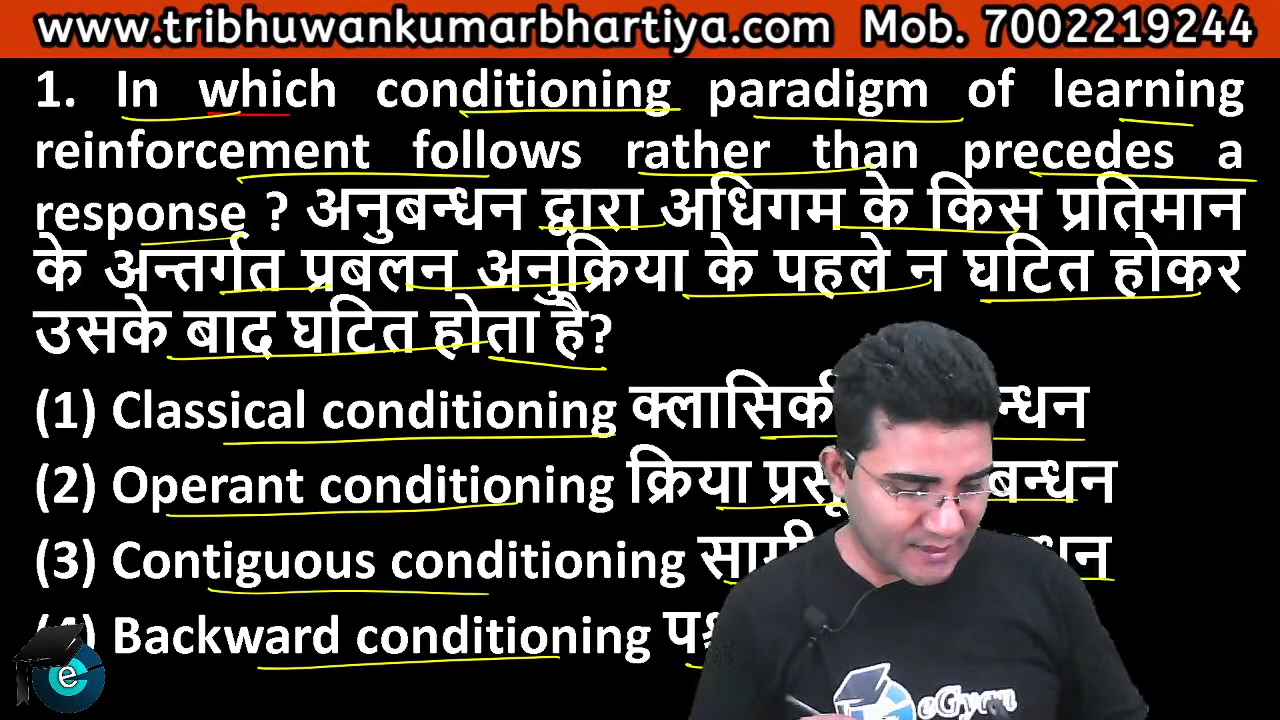 www.tribhuwankumarbhartiya.com Mob. 7002219244
1. In which conditioning paradigm of learning
reinforcement follows rather than precedes a
response ? अनुबन्धन द्वारा अधिगम के किस प्रतिमान
के अन्तर्गत प्रबलन अनुक्रिया के पहले न घटित होकर
उसके बाद घटित होता है?
(1) Classical conditioning
(2) Operant conditioning क्रिया
(3) Contiguous conditioning
(4) Backward conditioning
e
eGyan